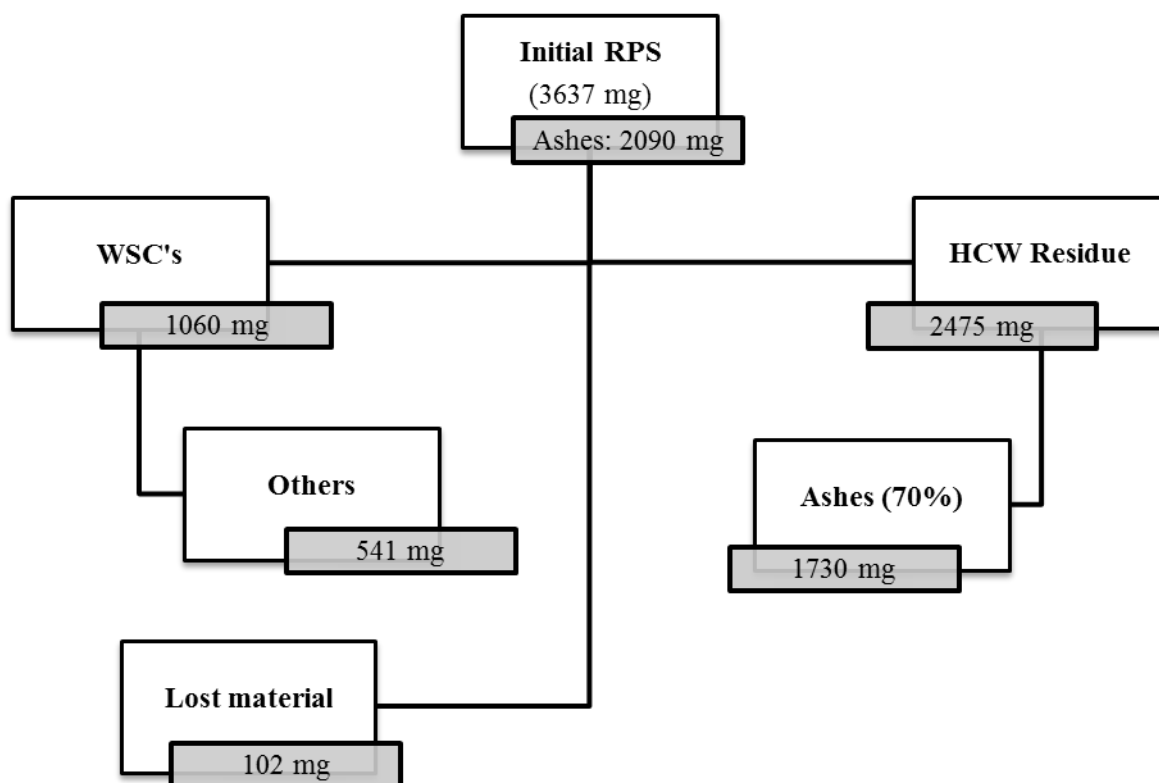 Initial RPS
(3637 mg)
Ashes: 2090 mg
WSC's
1060 mg
HCW Residue
2475 mg
Others
541 mg
Ashes (70%)
1730 mg
Lost material
102 mg